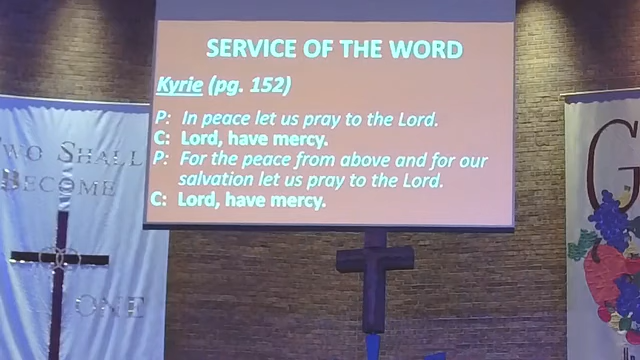 SERVICE OF THE WORD
Kyrie (pg. 152)
P: In peace let us pray to the Lord.
C: Lord, have mercy.
P: For the peace from above and for our
salvation let us pray to the Lord.
C: Lord, have mercy.
TWO SHALL
BECOME
ONE
G